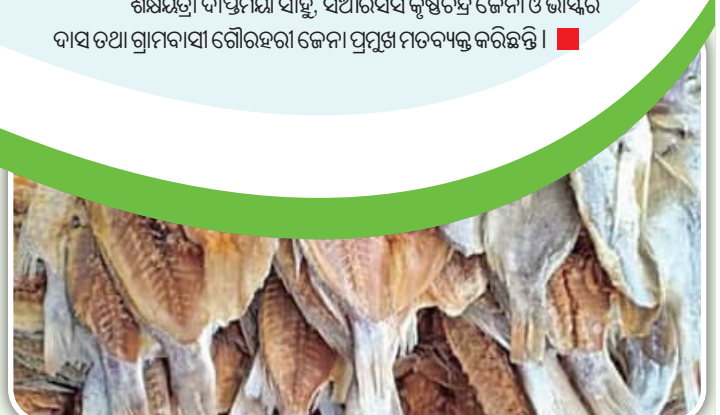 ଶିକ୍ଷୟିତ୍ରୀ ଦୀପ୍ତିମୟୀ ସାହୁ, ସିଆରସିସି କୃଷ୍ଣଚନ୍ଦ୍ର ଜେନା ଓ ଭାସ୍କର
ଦାସ ତଥା ଗ୍ରାମବାସୀ ଗୌରହରୀ ଜେନା ପ୍ରମୁଖ ମତବ୍ୟକ୍ତ କରିଛନ୍ତି ।